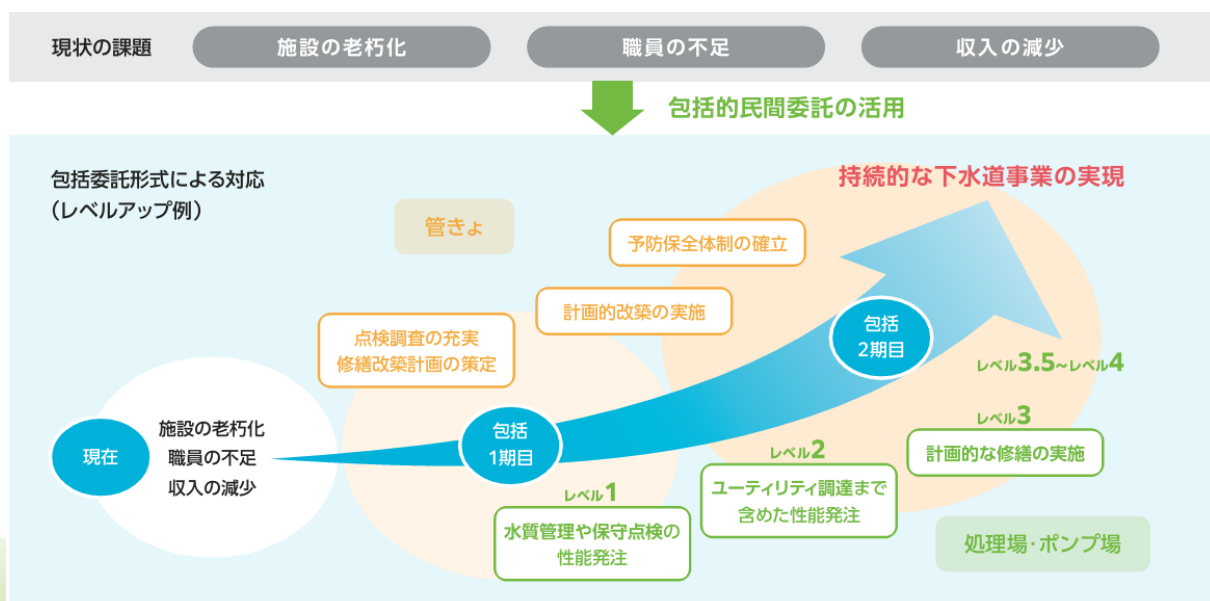 現状の課題
施設の老朽化
職員の不足
収入の減少
包括的民間委託の活用
包括委託形式による対応
（レベルアップ例）
持続的な下水道事業の実現
管きょ
予防保全体制の確立
計画的改築の実施
点検調査の充実
修繕改築計画の策定
包括
2期目
レベル3.5~レベル4
現在
施設の老朽化
職員の不足
収入の減少
包括
1期目
レベル3
計画的な修繕の実施
レベル2
ユーティリティ調達まで
含めた性能発注
レベル1
水質管理や保守点検の
性能発注
処理場・ポンプ場